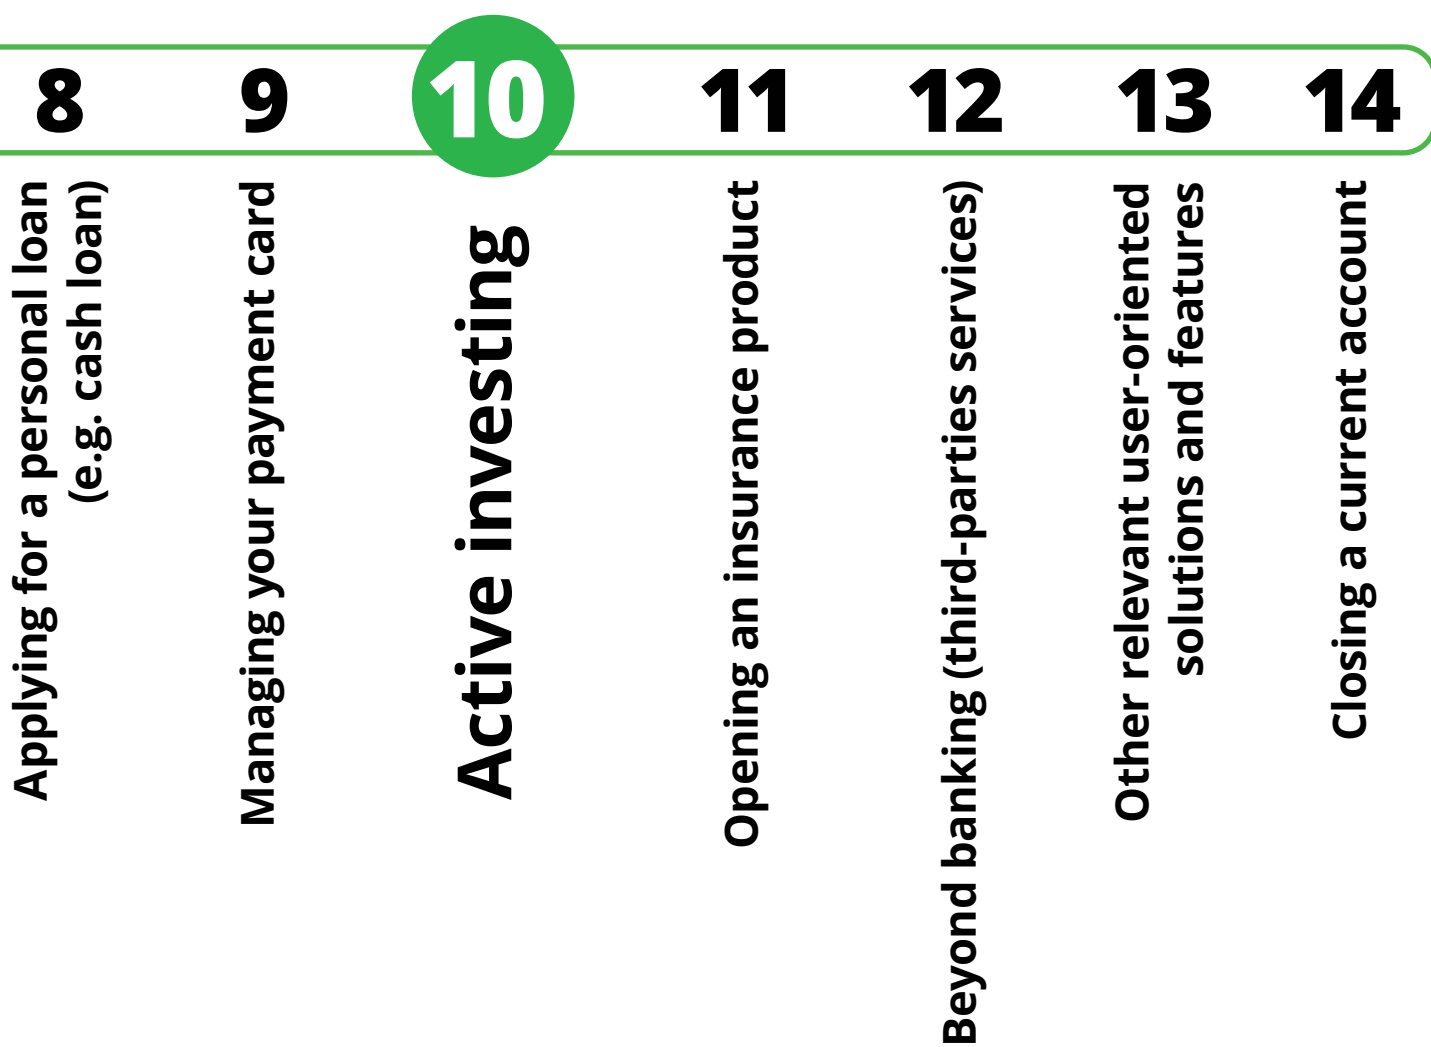 8
Applying for a personal loan
(e.g. cash loan)
9
Managing your payment card
10
Active investing
11
Opening an insurance product
12
Beyond banking (third-parties services)
13
Other relevant user-oriented
solutions and features
14
Closing a current account